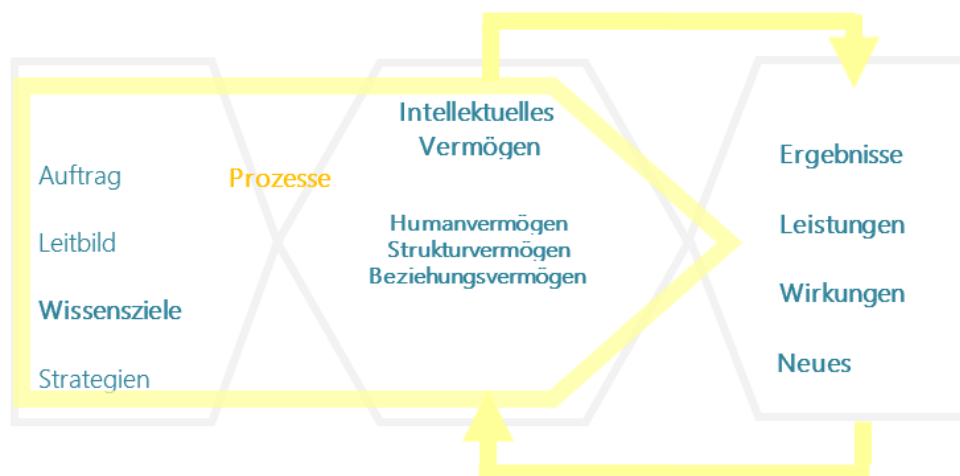 Auftrag
Leitbild
Wissensziele
Strategien
Prozesse
Intellektuelles
Vermögen
Humanvermögen
Strukturvermögen
Beziehungsvermögen
Ergebnisse
Leistungen
Wirkungen
Neues